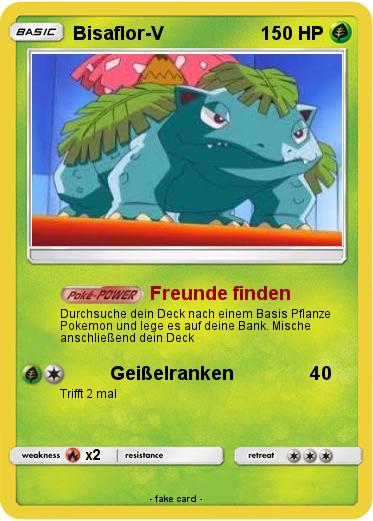 BASIC Bisaflor-V 150 HP
Poké-POWER Freunde finden
Durchsuche dein Deck nach einem Basis Pflanze
Pokemon und lege es auf deine Bank. Mische
anschließend dein Deck
Geißelranken 40
Trifft 2 mal
weakness x2 resistance retreat
- fake card -